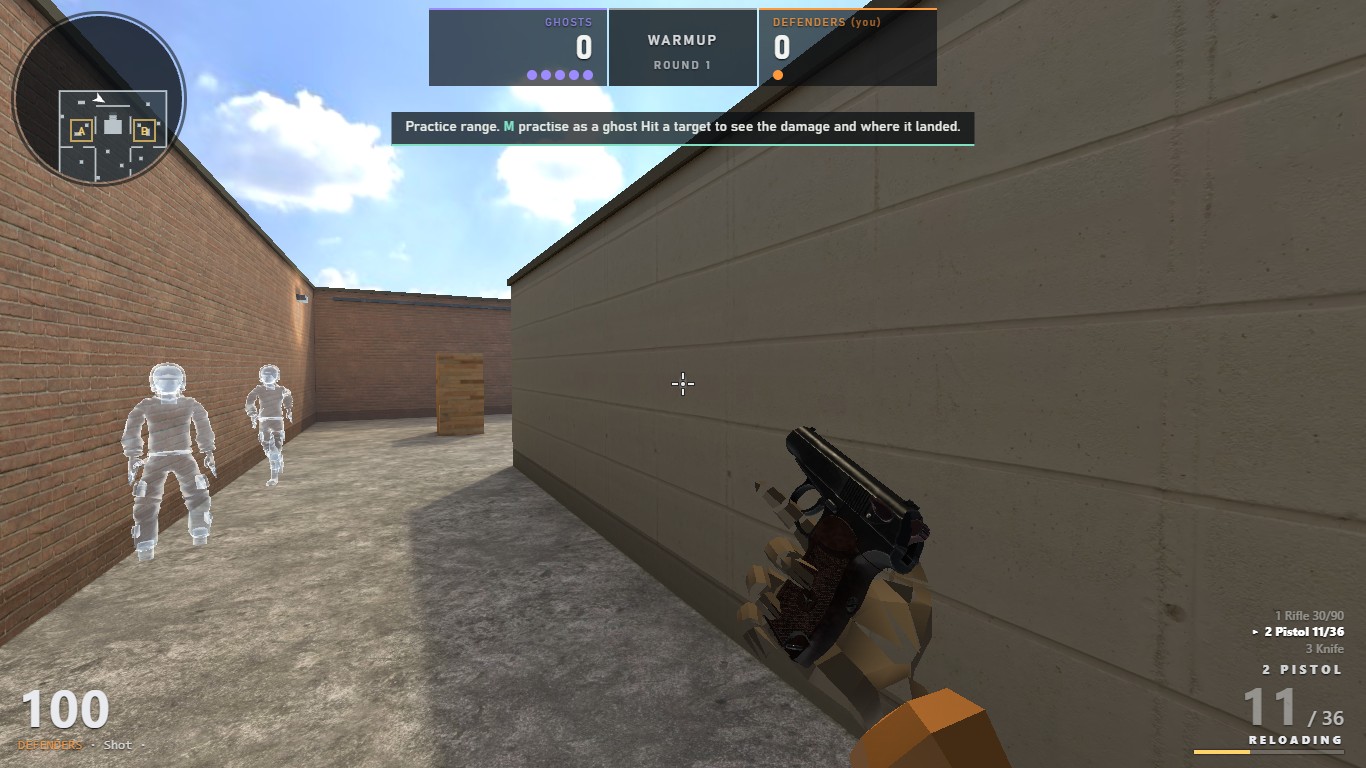 GHOSTS
0
WARMUP
ROUND 1
DEFENDERS (you)
0
Practice range. M practise as a ghost Hit a target to see the damage and where it landed.
A
B
1 Rifle 30/90
▸ 2 Pistol 11/36
3 Knife
2 PISTOL
11 / 36
RELOADING
100
DEFENDERS · Shot ·